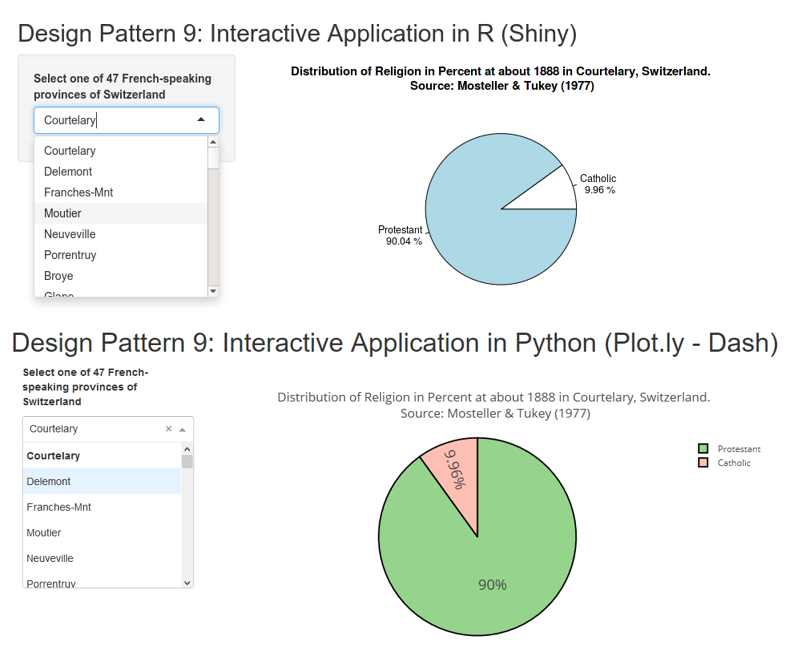 Design Pattern 9: Interactive Application in R (Shiny)
Select one of 47 French-speaking
provinces of Switzerland
Courtelary
Courtelary
Delemont
Franches-Mnt
Moutier
Neuveville
Porrentruy
Broye
Glane
Distribution of Religion in Percent at about 1888 in Courtelary, Switzerland.
Source: Mosteller & Tukey (1977)
Catholic
9.96 %
Protestant
90.04 %
Design Pattern 9: Interactive Application in Python (Plot.ly - Dash)
Select one of 47 French-
speaking provinces of
Switzerland
Courtelary
Courtelary
Delemont
Franches-Mnt
Moutier
Neuveville
Porrentruy
Distribution of Religion in Percent at about 1888 in Courtelary, Switzerland.
Source: Mosteller & Tukey (1977)
9.96%
90%
Protestant
Catholic